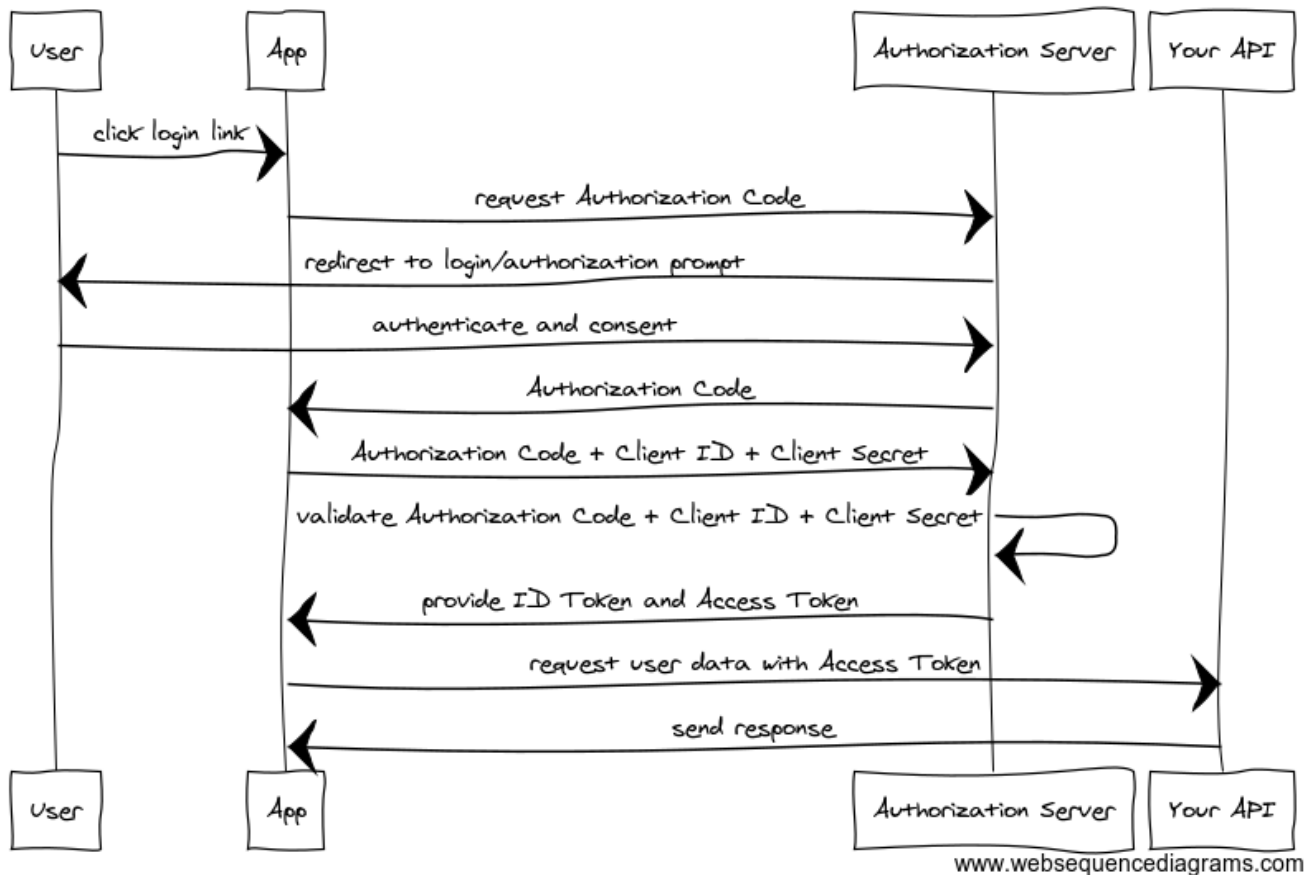 User
App
Authorization Server
Your API
click login link
request Authorization Code
redirect to login/authorization prompt
authenticate and consent
Authorization Code
Authorization Code + Client ID + Client Secret
validate Authorization Code + Client ID + Client Secret
provide ID Token and Access Token
request user data with Access Token
send response
User
App
Authorization Server
Your API
www.websequencediagrams.com